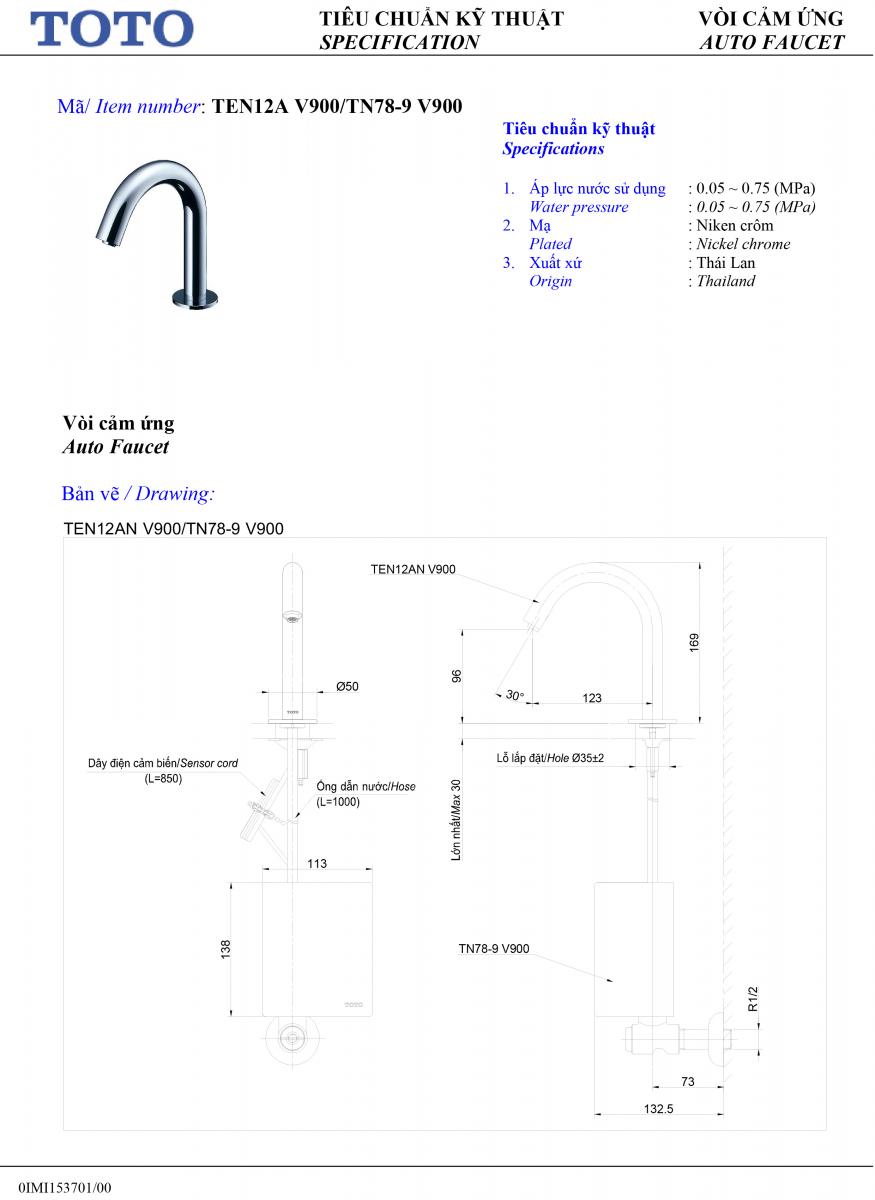 TOTO
TIÊU CHUẨN KỸ THUẬT
SPECIFICATION
VÒI CẢM ỨNG
AUTO FAUCET
Mã/ Item number: TEN12A V900/TN78-9 V900
Tiêu chuẩn kỹ thuật
Specifications
1. Áp lực nước sử dụng : 0.05 ~ 0.75 (MPa)
Water pressure : 0.05 ~ 0.75 (MPa)
2. Mạ : Niken crôm
Plated : Nickel chrome
3. Xuất xứ : Thái Lan
Origin : Thailand
Vòi cảm ứng
Auto Faucet
Bản vẽ / Drawing:
TEN12AN V900/TN78-9 V900
TEN12AN V900
169
96
Ø50
30°
123
TOTO
Dây điện cảm biến/Sensor cord
(L=850)
Lỗ lắp đặt/Hole Ø35±2
Ống dẫn nước/Hose
(L=1000)
Lớn nhất/Max 30
113
138
TN78-9 V900
TOTO
R1/2
73
132.5
0IMI153701/00